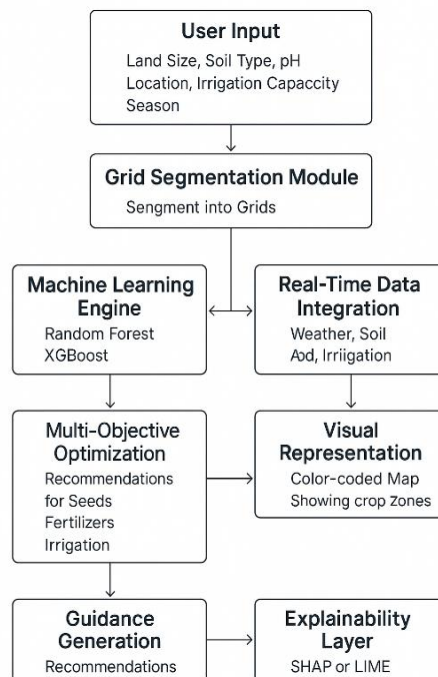 User Input
Land Size, Soil Type, pH
Location, Irrigation Capaccity
Season
Grid Segmentation Module
Sengment into Grids
Machine Learning
Engine
Random Forest
XGBoost
Real-Time Data
Integration
Weather, Soil
Aod, Irriigation
Multi-Objective
Optimization
Recommendations
for Seeds
Fertilizers
Irrigation
Visual
Representation
Color-coded Map
Showing crop zones
Guidance
Generation
Recommendations
Explainability
Layer
SHAP or LIME